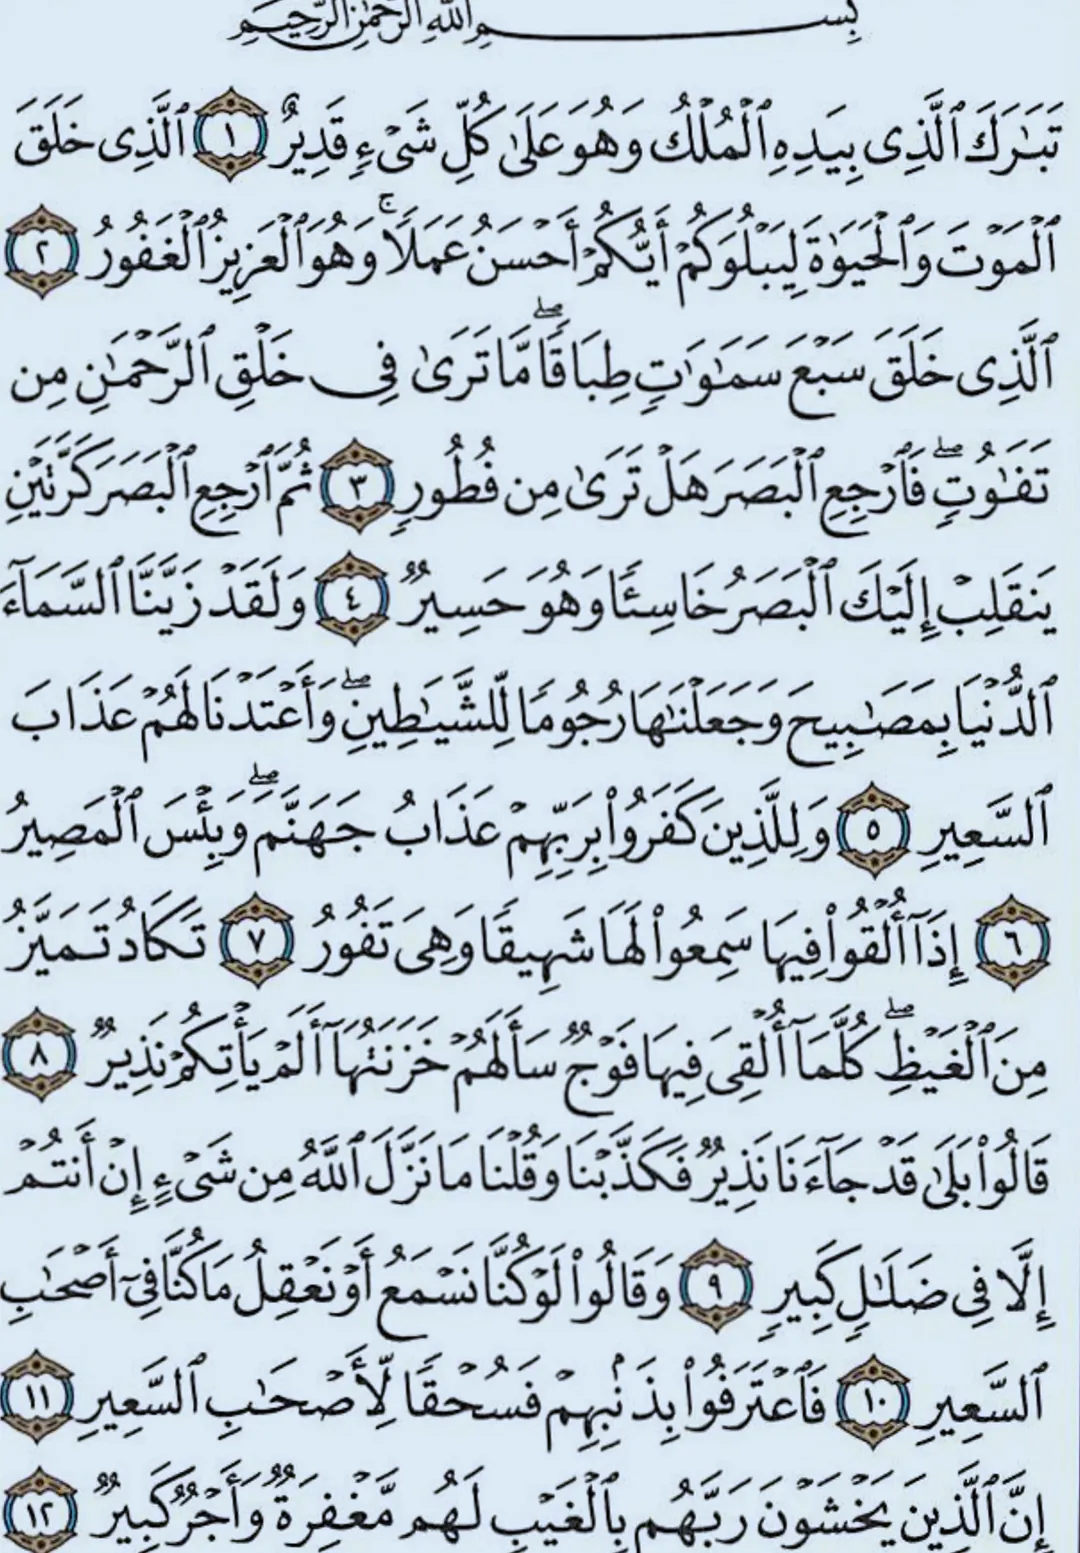 بِسْمِ ٱللَّهِ ٱلرَّحْمَٰنِ ٱلرَّحِيمِ
تَبَٰرَكَ ٱلَّذِى بِيَدِهِ ٱلْمُلْكُ وَهُوَ عَلَىٰ كُلِّ شَىْءٍ قَدِيرٌ ١ ٱلَّذِى خَلَقَ
ٱلْمَوْتَ وَٱلْحَيَوٰةَ لِيَبْلُوَكُمْ أَيُّكُمْ أَحْسَنُ عَمَلًا ۚ وَهُوَ ٱلْعَزِيزُ ٱلْغَفُورُ ٢
ٱلَّذِى خَلَقَ سَبْعَ سَمَٰوَٰتٍ طِبَاقًا ۖ مَّا تَرَىٰ فِى خَلْقِ ٱلرَّحْمَٰنِ مِن
تَفَٰوُتٍ ۖ فَٱرْجِعِ ٱلْبَصَرَ هَلْ تَرَىٰ مِن فُطُورٍ ٣ ثُمَّ ٱرْجِعِ ٱلْبَصَرَ كَرَّتَيْنِ
يَنقَلِبْ إِلَيْكَ ٱلْبَصَرُ خَاسِئًا وَهُوَ حَسِيرٌ ٤ وَلَقَدْ زَيَّنَّا ٱلسَّمَآءَ
ٱلدُّنْيَا بِمَصَٰبِيحَ وَجَعَلْنَٰهَا رُجُومًا لِّلشَّيَٰطِينِ ۖ وَأَعْتَدْنَا لَهُمْ عَذَابَ
ٱلسَّعِيرِ ٥ وَلِلَّذِينَ كَفَرُوا۟ بِرَبِّهِمْ عَذَابُ جَهَنَّمَ ۖ وَبِئْسَ ٱلْمَصِيرُ
٦ إِذَآ أُلْقُوا۟ فِيهَا سَمِعُوا۟ لَهَا شَهِيقًا وَهِىَ تَفُورُ ٧ تَكَادُ تَمَيَّزُ
مِنَ ٱلْغَيْظِ ۖ كُلَّمَآ أُلْقِىَ فِيهَا فَوْجٌ سَأَلَهُمْ خَزَنَتُهَآ أَلَمْ يَأْتِكُمْ نَذِيرٌ ٨
قَالُوا۟ بَلَىٰ قَدْ جَآءَنَا نَذِيرٌ فَكَذَّبْنَا وَقُلْنَا مَا نَزَّلَ ٱللَّهُ مِن شَىْءٍ إِنْ أَنتُمْ
إِلَّا فِى ضَلَٰلٍ كَبِيرٍ ٩ وَقَالُوا۟ لَوْ كُنَّا نَسْمَعُ أَوْ نَعْقِلُ مَا كُنَّا فِىٓ أَصْحَٰبِ
ٱلسَّعِيرِ ١٠ فَٱعْتَرَفُوا۟ بِذَنۢبِهِمْ فَسُحْقًا لِّأَصْحَٰبِ ٱلسَّعِيرِ ١١
إِنَّ ٱلَّذِينَ يَخْشَوْنَ رَبَّهُم بِٱلْغَيْبِ لَهُم مَّغْفِرَةٌ وَأَجْرٌ كَبِيرٌ ١٢